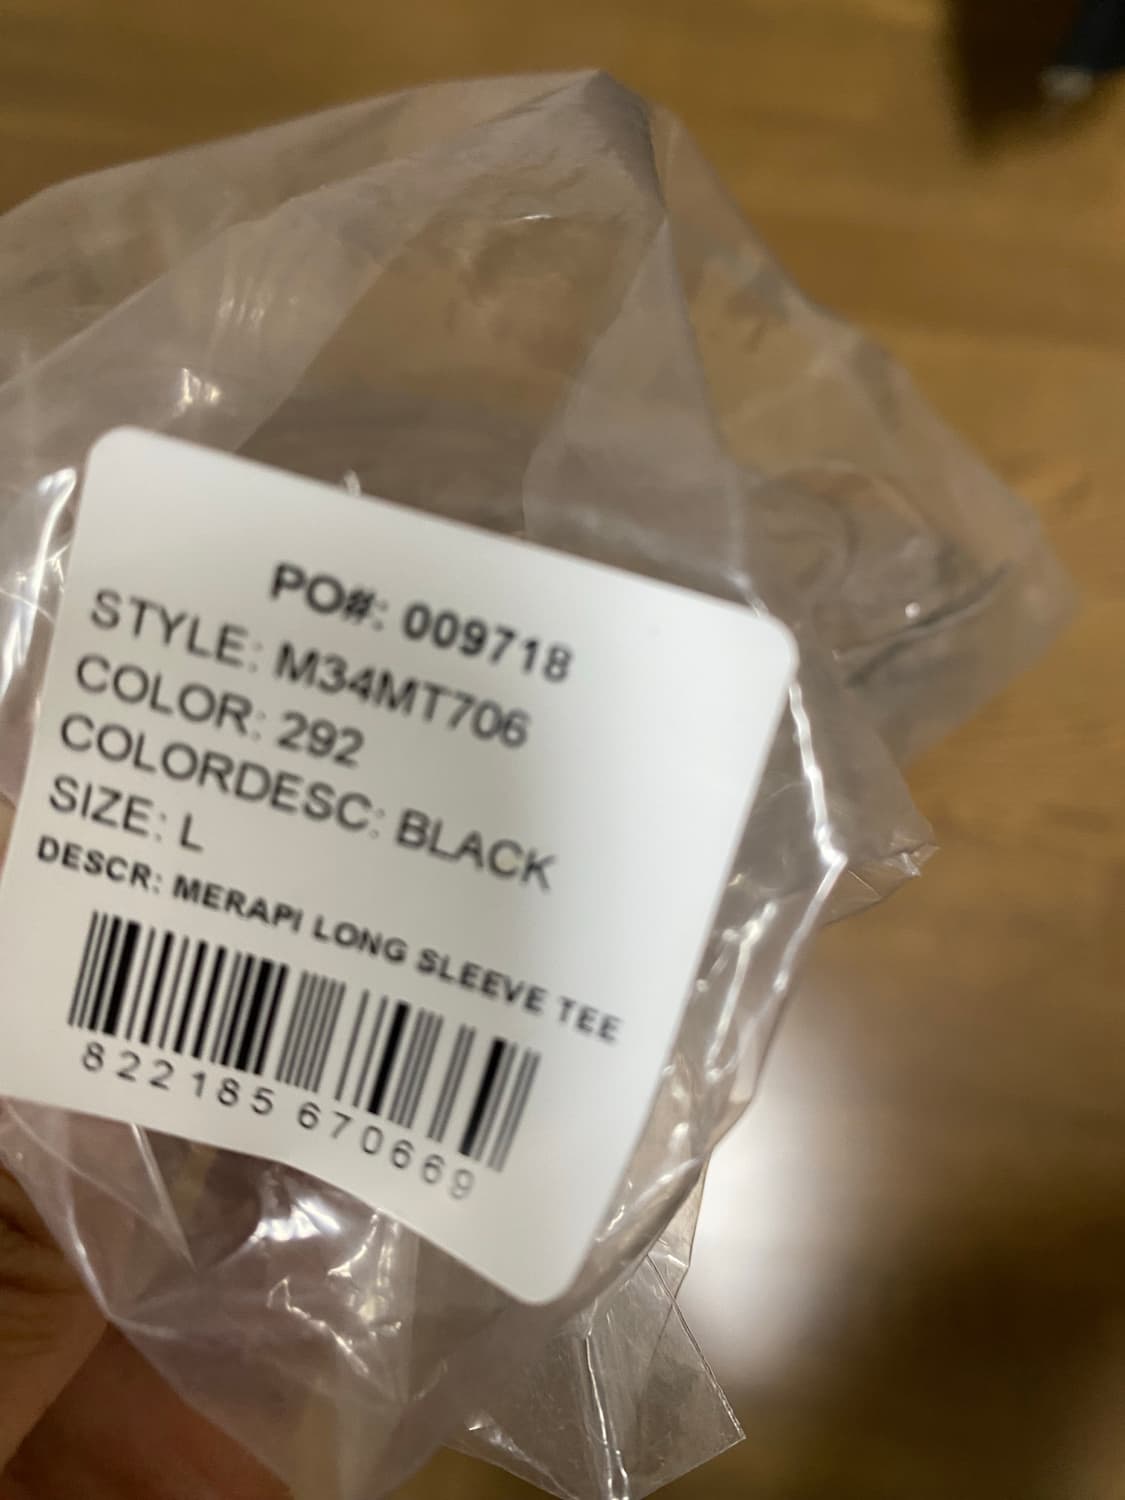 PO#: 009718
STYLE: M34MT706
COLOR: 292
COLORDESC: BLACK
SIZE: L
DESCR: MERAPI LONG SLEEVE TEE
822185 670669